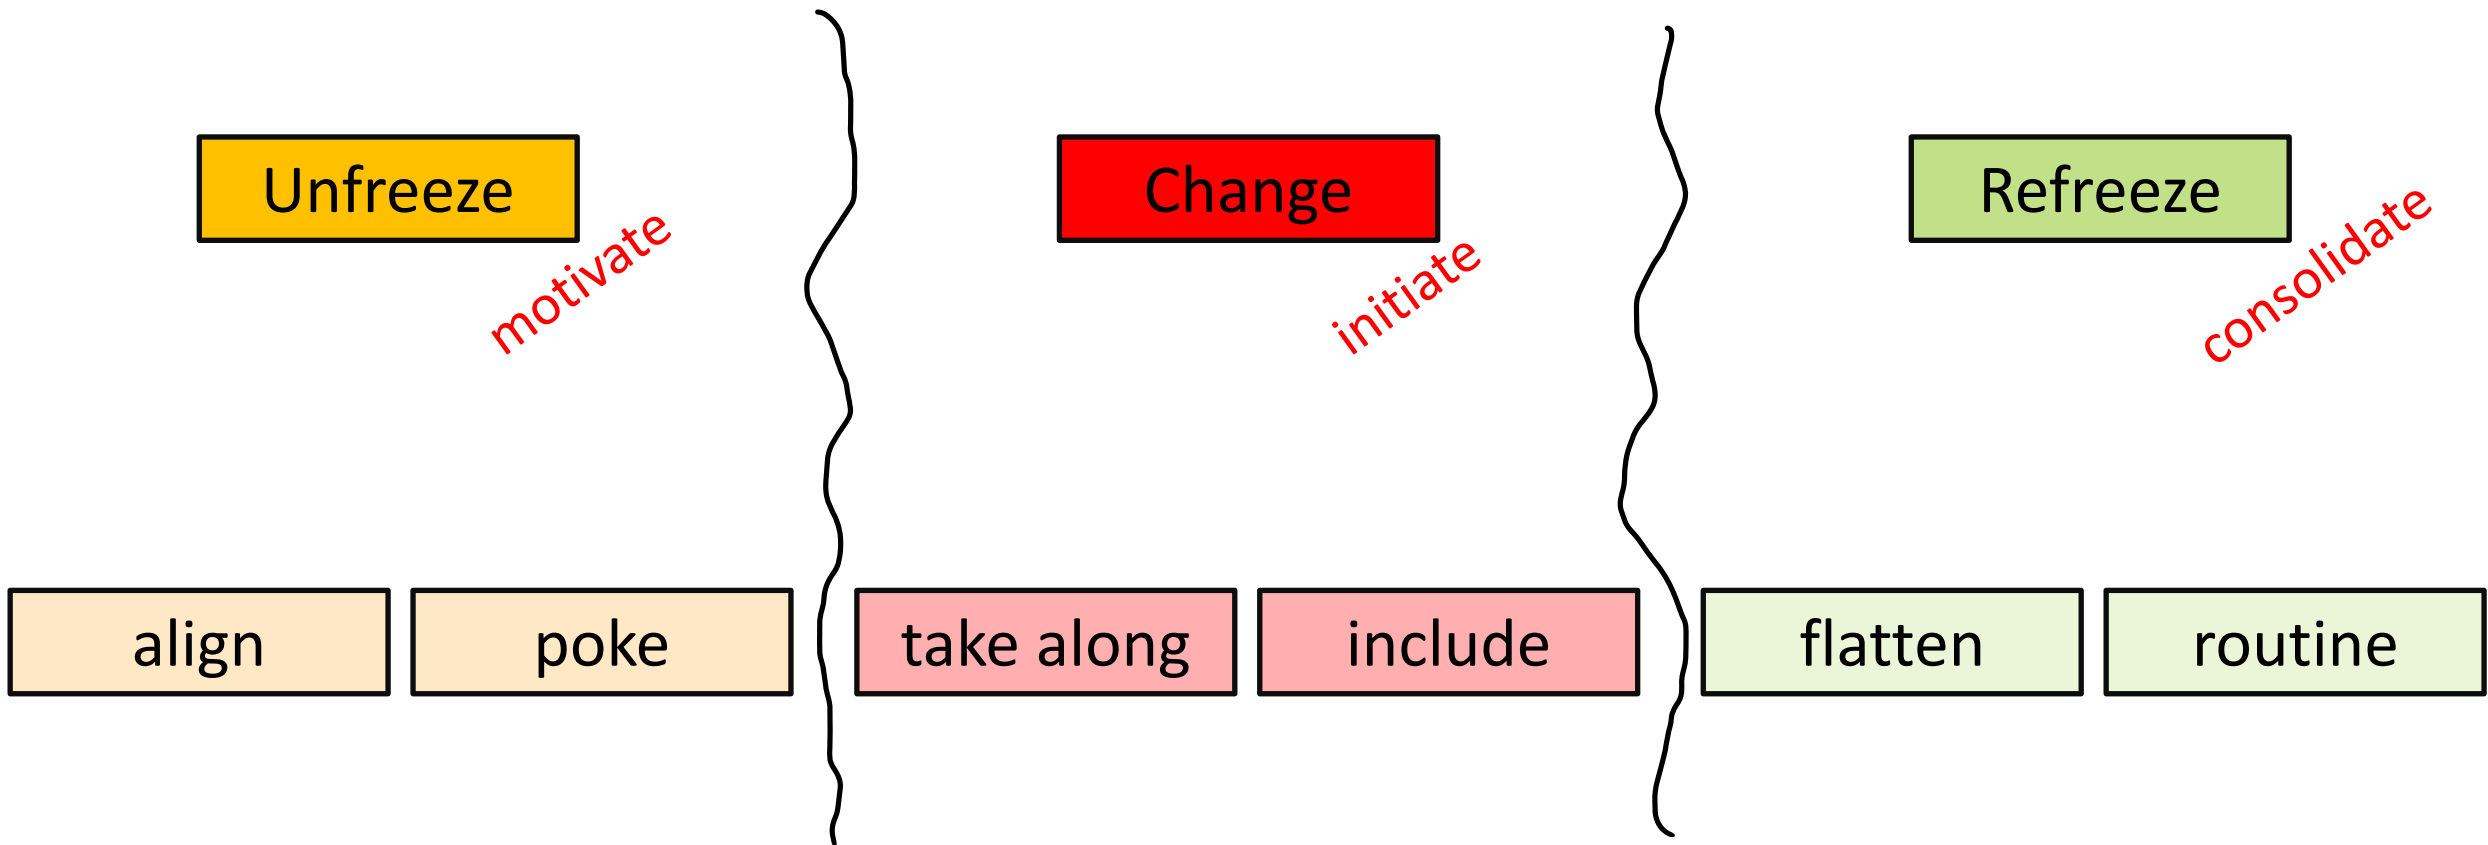 Unfreeze
motivate
Change
initiate
Refreeze
consolidate
align
poke
take along
include
flatten
routine